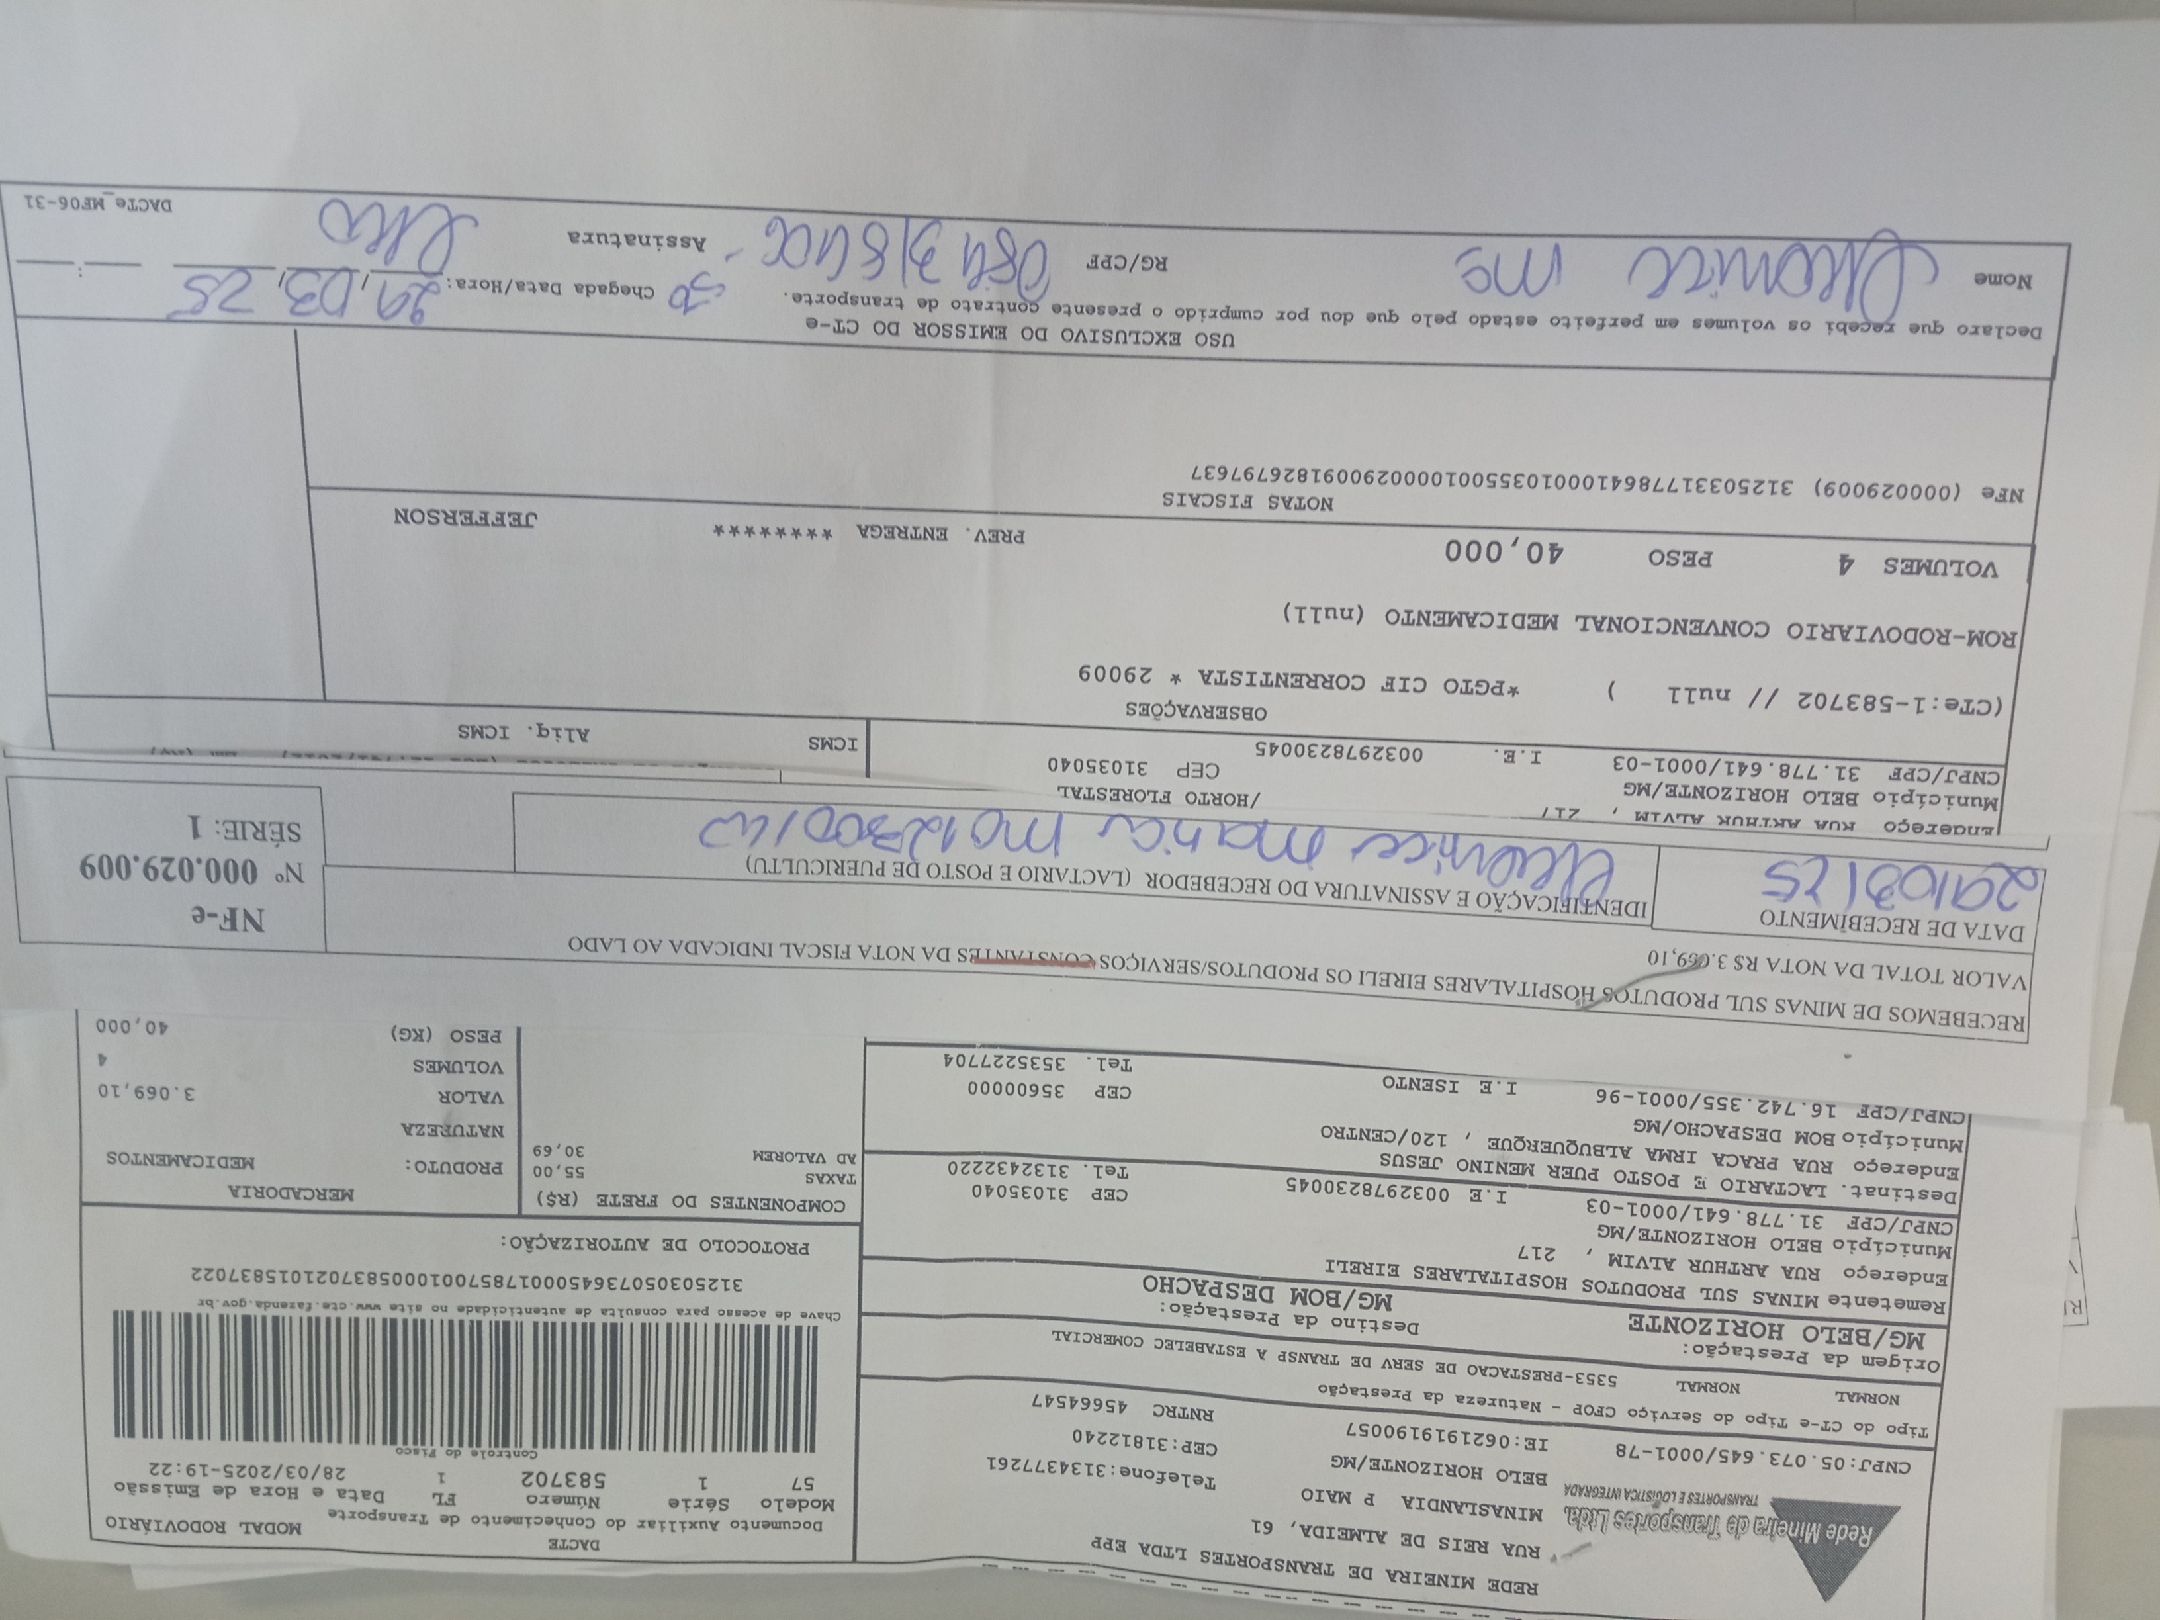 REDE MINEIRA DE TRANSPORTES LTDA EPP
RUA REIS DE ALMEIDA, 61
MINASLANDIA P MAIO Telefone:3134377261
BELO HORIZONTE/MG CEP:31812240
Rede Mineira de Transportes Ltda.
TRANSPORTES E LOGÍSTICA INTEGRADA
CNPJ:05.073.645/0001-78 IE:0621919190057 RNTRC 45664547
DACTE
Documento Auxiliar do Conhecimento de Transporte
MODAL RODOVIÁRIO
Modelo Série Número FL Data e Hora de Emissão
57 1 583702 1 28/03/2025-19:22
Controle do Fisco
Chave de acesso para consulta de autenticidade no site www.cte.fazenda.gov.br
31250305073645000178570010005837021015837022
PROTOCOLO DE AUTORIZAÇÃO:
Tipo do CT-e Tipo do Serviço CFOP - Natureza da Prestação
NORMAL NORMAL 5353-PRESTACAO DE SERV DE TRANSP A ESTABELEC COMERCIAL
Origem da Prestação: Destino da Prestação:
MG/BELO HORIZONTE MG/BOM DESPACHO
Remetente MINAS SUL PRODUTOS HOSPITALARES EIRELI
Endereço RUA ARTHUR ALVIM , 217
Município BELO HORIZONTE/MG CEP 31035040
CNPJ/CPF 31.778.641/0001-03 I.E 0032978230045 Tel. 3132432220
Destinat. LACTARIO E POSTO PUER MENINO JESUS
Endereço RUA PRACA IRMA ALBUQUERQUE , 120/CENTRO
Município BOM DESPACHO/MG CEP 35600000
CNPJ/CPF 16.742.355/0001-96 I.E ISENTO Tel. 3535227704
COMPONENTES DO FRETE (R$)
TAXAS 55,00
AD VALOREM 30,69
MERCADORIA
PRODUTO: MEDICAMENTOS
NATUREZA
VALOR 3.069,10
VOLUMES 4
PESO (KG) 40,000
RECEBEMOS DE MINAS SUL PRODUTOS HOSPITALARES EIRELI OS PRODUTOS/SERVIÇOS CONSTANTES DA NOTA FISCAL INDICADA AO LADO
VALOR TOTAL DA NOTA R$ 3.069,10
DATA DE RECEBIMENTO
29/03/25
IDENTIFICAÇÃO E ASSINATURA DO RECEBEDOR (LACTARIO E POSTO DE PUERICULTU)
maria
NF-e
Nº 000.029.009
SÉRIE: 1
Endereço RUA ARTHUR ALVIM , 217 /HORTO FLORESTAL
Município BELO HORIZONTE/MG CEP 31035040
CNPJ/CPF 31.778.641/0001-03 I.E. 0032978230045
ICMS Alíq. ICMS
OBSERVAÇÕES
(CTe:1-583702 // null ) *PGTO CIF CORRENTISTA * 29009
ROM-RODOVIARIO CONVENCIONAL MEDICAMENTO (null)
VOLUMES 4 PESO 40,000 PREV. ENTREGA ********* JEFFERSON
NOTAS FISCAIS
NFe (000029009) 31250331778641000103550010000290091826797637
USO EXCLUSIVO DO EMISSOR DO CT-e
Declaro que recebi os volumes em perfeito estado pelo que dou por cumprido o presente contrato de transporte.
Chegada Data/Hora: 29, 03, 25
Nome RG/CPF Assinatura
DACTe_MF06-31